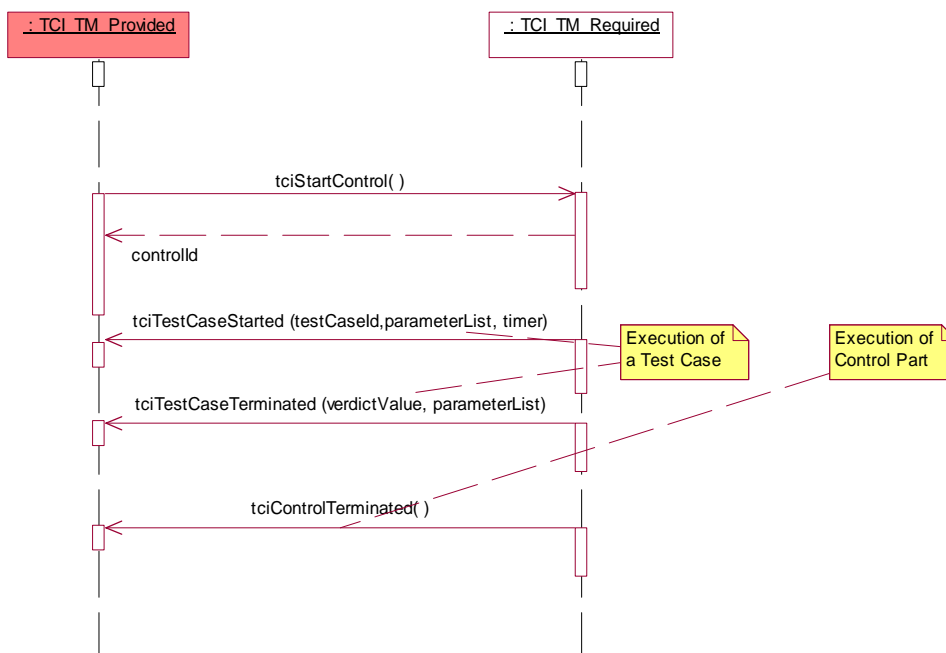 : TCI_TM_Provided
: TCI_TM_Required
tciStartControl( )
controlId
tciTestCaseStarted (testCaseId,parameterList, timer)
Execution of
a Test Case
Execution of
Control Part
tciTestCaseTerminated (verdictValue, parameterList)
tciControlTerminated( )